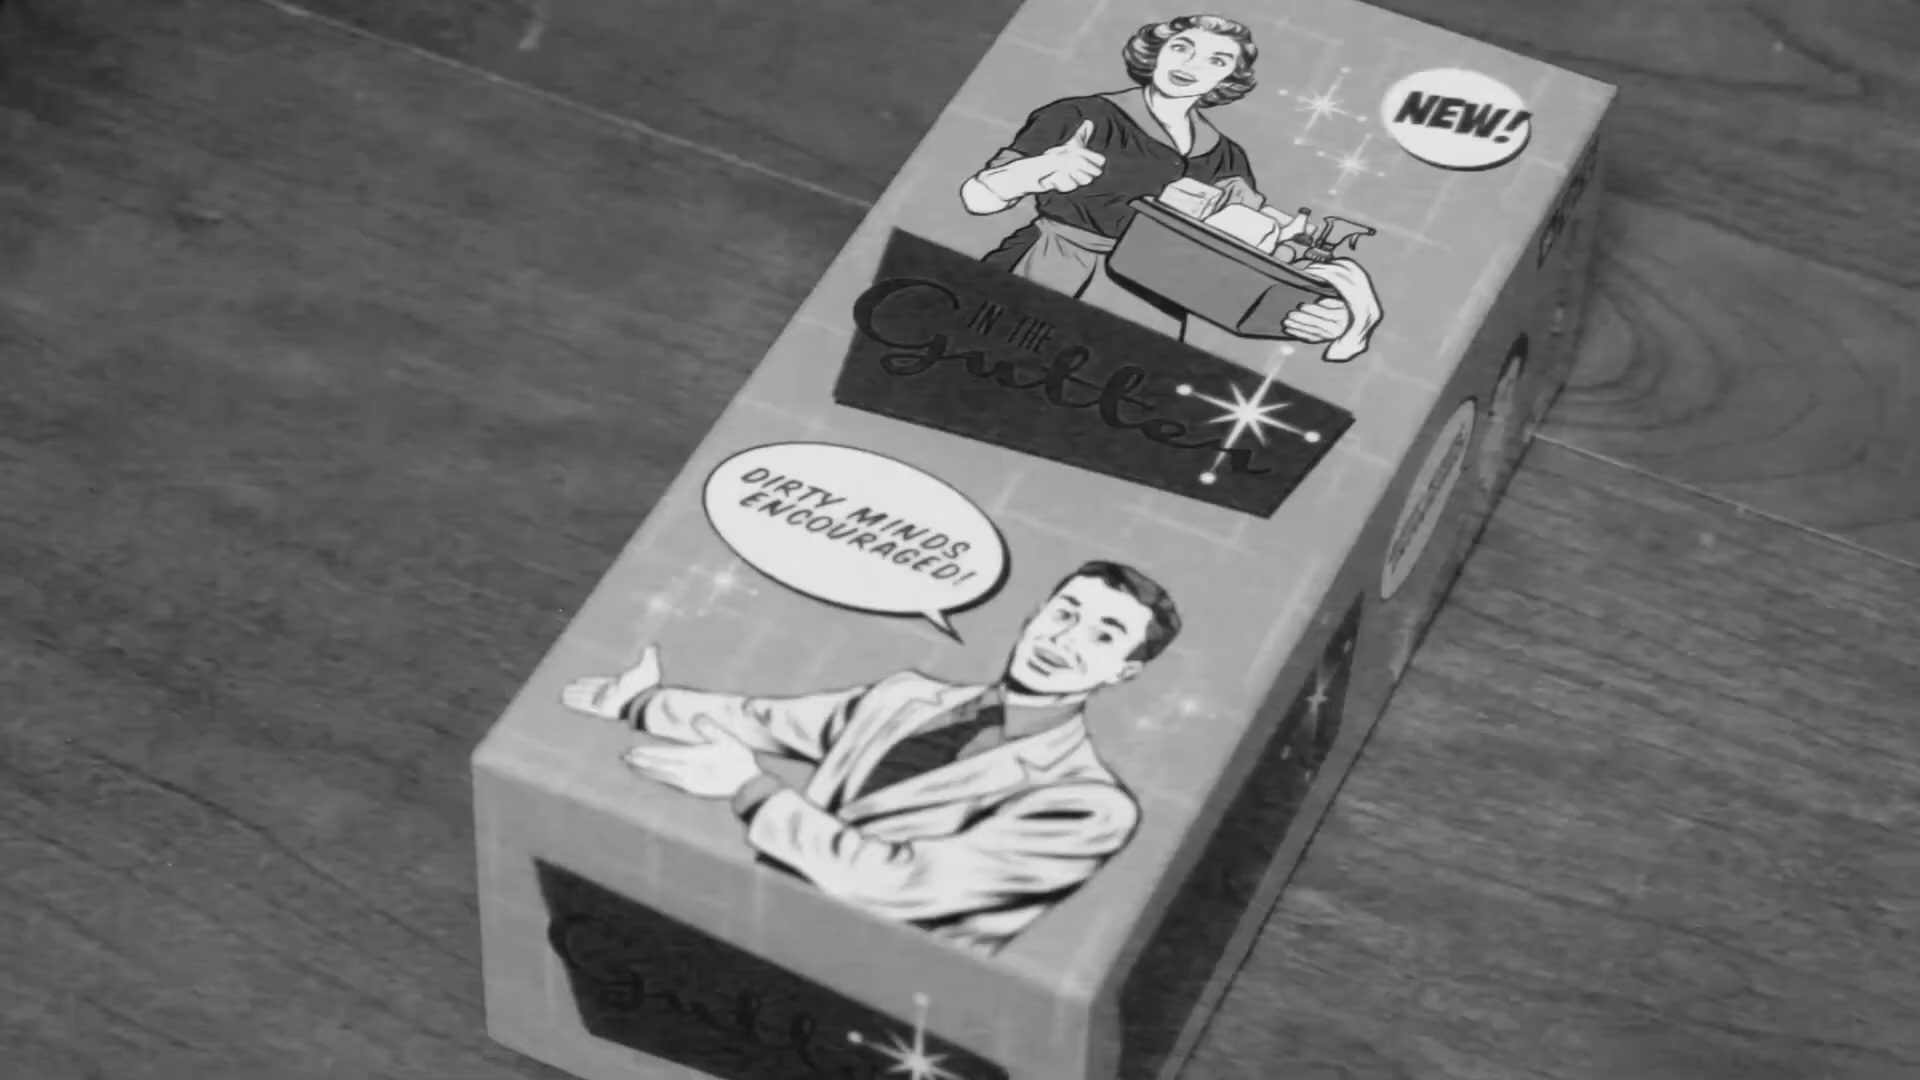 NEW!
IN THE
Gutter
DIRTY MINDS
ENCOURAGED!